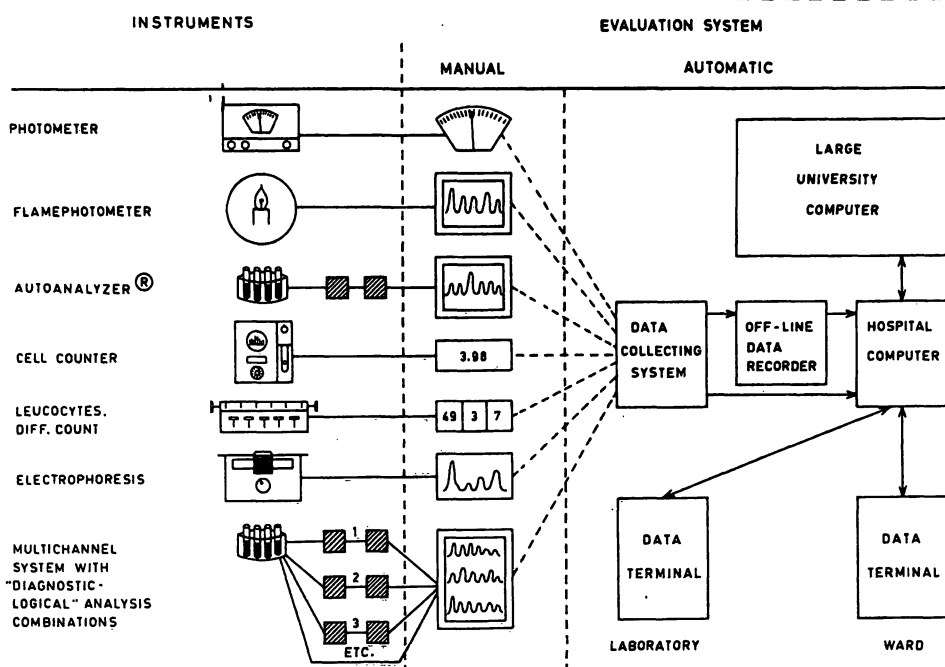 INSTRUMENTS
EVALUATION SYSTEM
MANUAL
AUTOMATIC
PHOTOMETER
LARGE
UNIVERSITY
COMPUTER
FLAMEPHOTOMETER
AUTOANALYZER ®
DATA
COLLECTING
SYSTEM
OFF-LINE
DATA
RECORDER
HOSPITAL
COMPUTER
CELL COUNTER
3.98
LEUCOCYTES,
DIFF. COUNT
49 3 7
ELECTROPHORESIS
MULTICHANNEL
SYSTEM WITH
"DIAGNOSTIC-
LOGICAL" ANALYSIS
COMBINATIONS
1
2
3
ETC.
DATA
TERMINAL
LABORATORY
DATA
TERMINAL
WARD